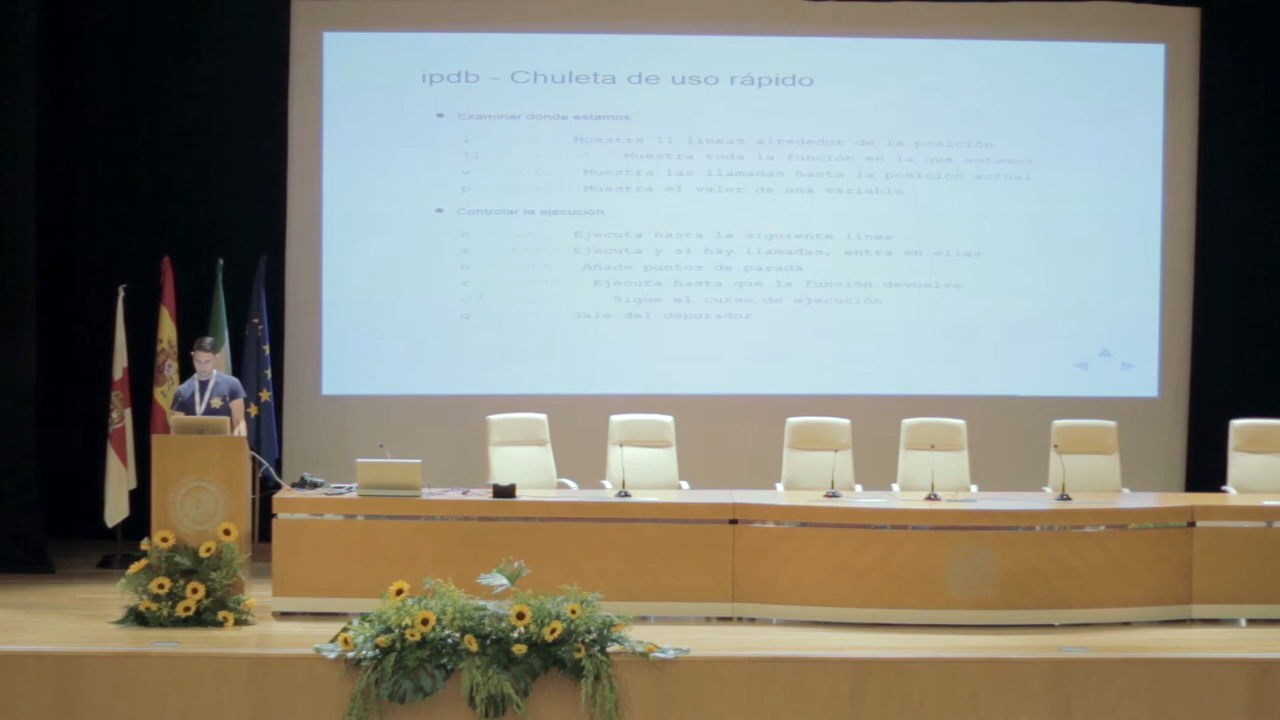 ipdb - Chuleta de uso rápido
Examinar dónde estamos
l Muestra 11 líneas alrededor de la posición
ll Muestra toda la función en la que estamos
w Muestra las llamadas hasta la posición actual
p Muestra el valor de una variable
Controlar la ejecución
n Ejecuta hasta la siguiente línea
s Ejecuta y si hay llamadas, entra en ellas
b Añade puntos de parada
r Ejecuta hasta que la función devuelve
c Sigue el curso de ejecución
q Sale del depurador